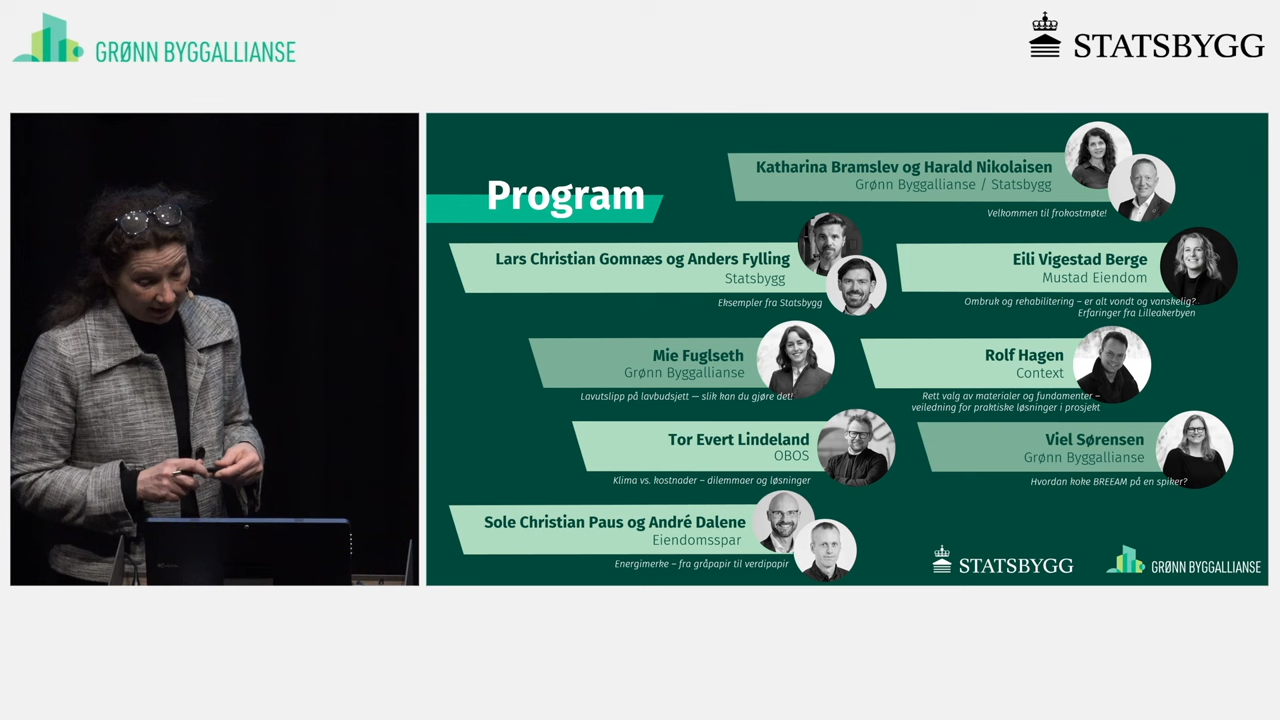 GRØNN BYGGALLIANSE
STATSBYGG
Program
Katharina Bramslev og Harald Nikolaisen
Grønn Byggallianse / Statsbygg
Velkommen til frokostmøte!
Lars Christian Gomnæs og Anders Fylling
Statsbygg
Eksempler fra Statsbygg
Eili Vigestad Berge
Mustad Eiendom
Ombruk og rehabilitering – er alt vondt og vanskelig?
Erfaringer fra Lilleakerbyen
Mie Fuglseth
Grønn Byggallianse
Lavutslipp på lavbudsjett — slik kan du gjøre det!
Rolf Hagen
Context
Rett valg av materialer og fundamenter –
veiledning for praktiske løsninger i prosjekt
Tor Evert Lindeland
OBOS
Klima vs. kostnader – dilemmaer og løsninger
Viel Sørensen
Grønn Byggallianse
Hvordan koke BREEAM på en spiker?
Sole Christian Paus og André Dalene
Eiendomsspar
Energimerke – fra gråpapir til verdipapir
STATSBYGG
GRØNN BYGGALLIANSE